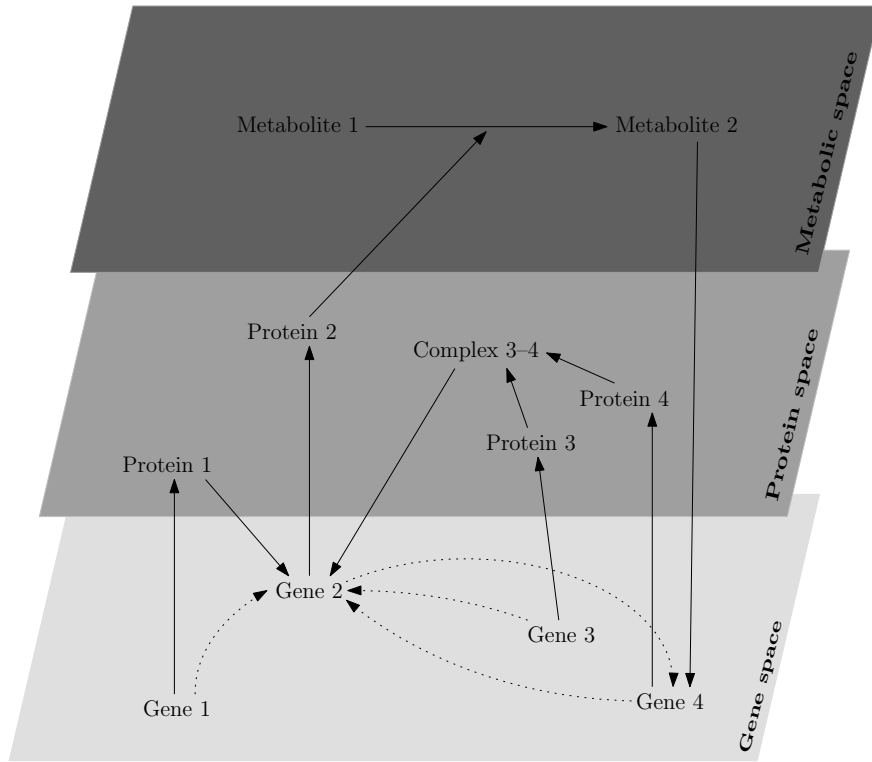 Metabolic space
Metabolite 1
Metabolite 2
Protein space
Protein 2
Complex 3–4
Protein 4
Protein 3
Protein 1
Gene space
Gene 2
Gene 3
Gene 4
Gene 1